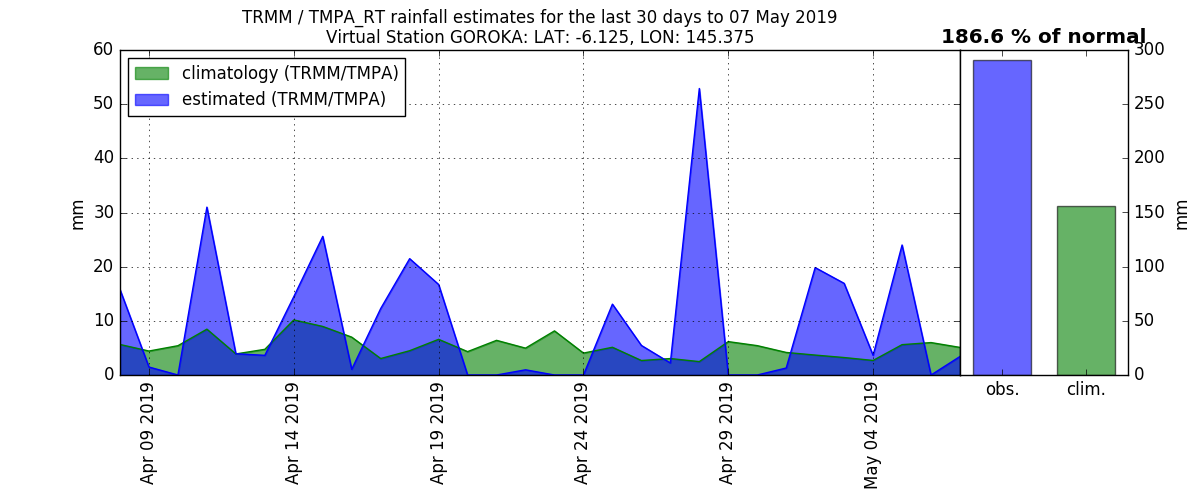 TRMM / TMPA_RT rainfall estimates for the last 30 days to 07 May 2019
Virtual Station GOROKA: LAT: -6.125, LON: 145.375
186.6 % of normal
climatology (TRMM/TMPA)
estimated (TRMM/TMPA)
60
50
40
30
20
10
0
mm
Apr 09 2019
Apr 14 2019
Apr 19 2019
Apr 24 2019
Apr 29 2019
May 04 2019
obs.
clim.
300
250
200
150
100
50
0
mm